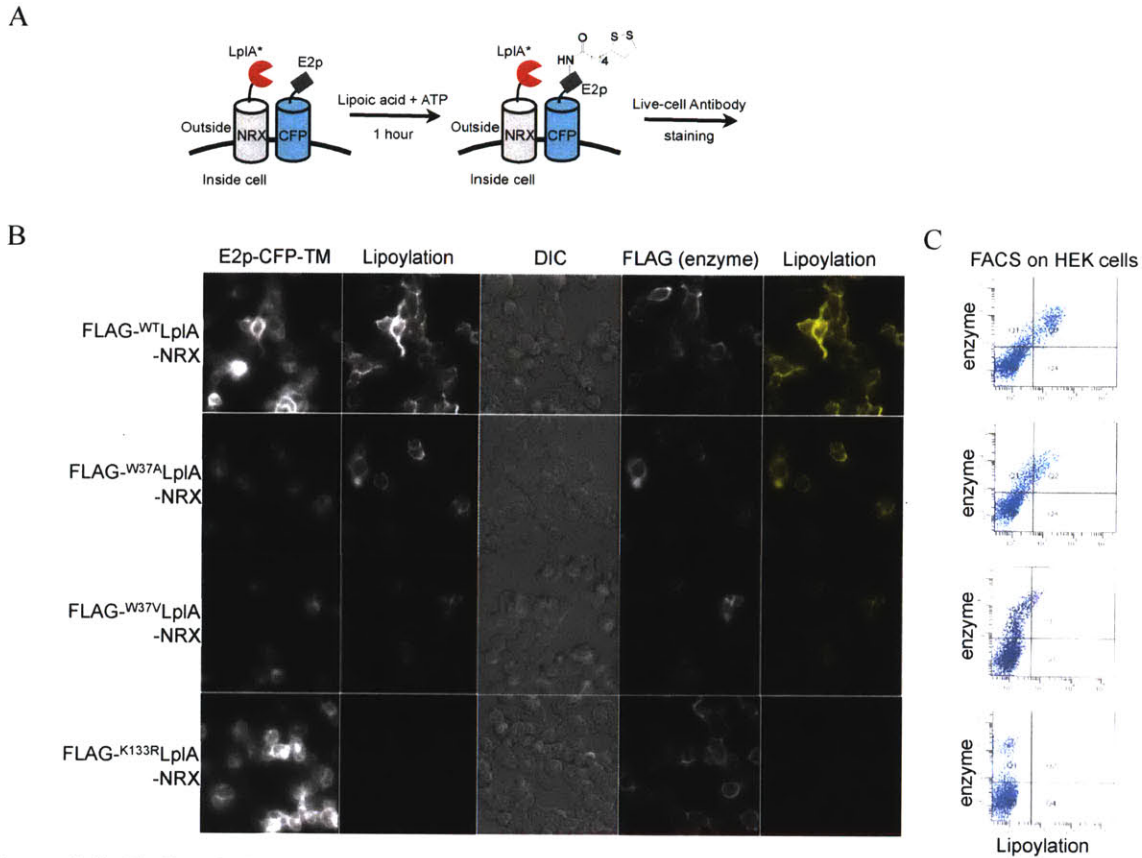 A
LplA*
E2p
Outside
NRX
CFP
Inside cell
Lipoic acid + ATP
1 hour
LplA*
O
S S
HN
4
E2p
Outside
NRX
CFP
Inside cell
Live-cell Antibody
staining
B
E2p-CFP-TM Lipoylation DIC FLAG (enzyme) Lipoylation
FLAG-WTLplA
-NRX
FLAG-W37ALplA
-NRX
FLAG-W37VLplA
-NRX
FLAG-K133RLplA
-NRX
C
FACS on HEK cells
enzyme
enzyme
enzyme
enzyme
Lipoylation